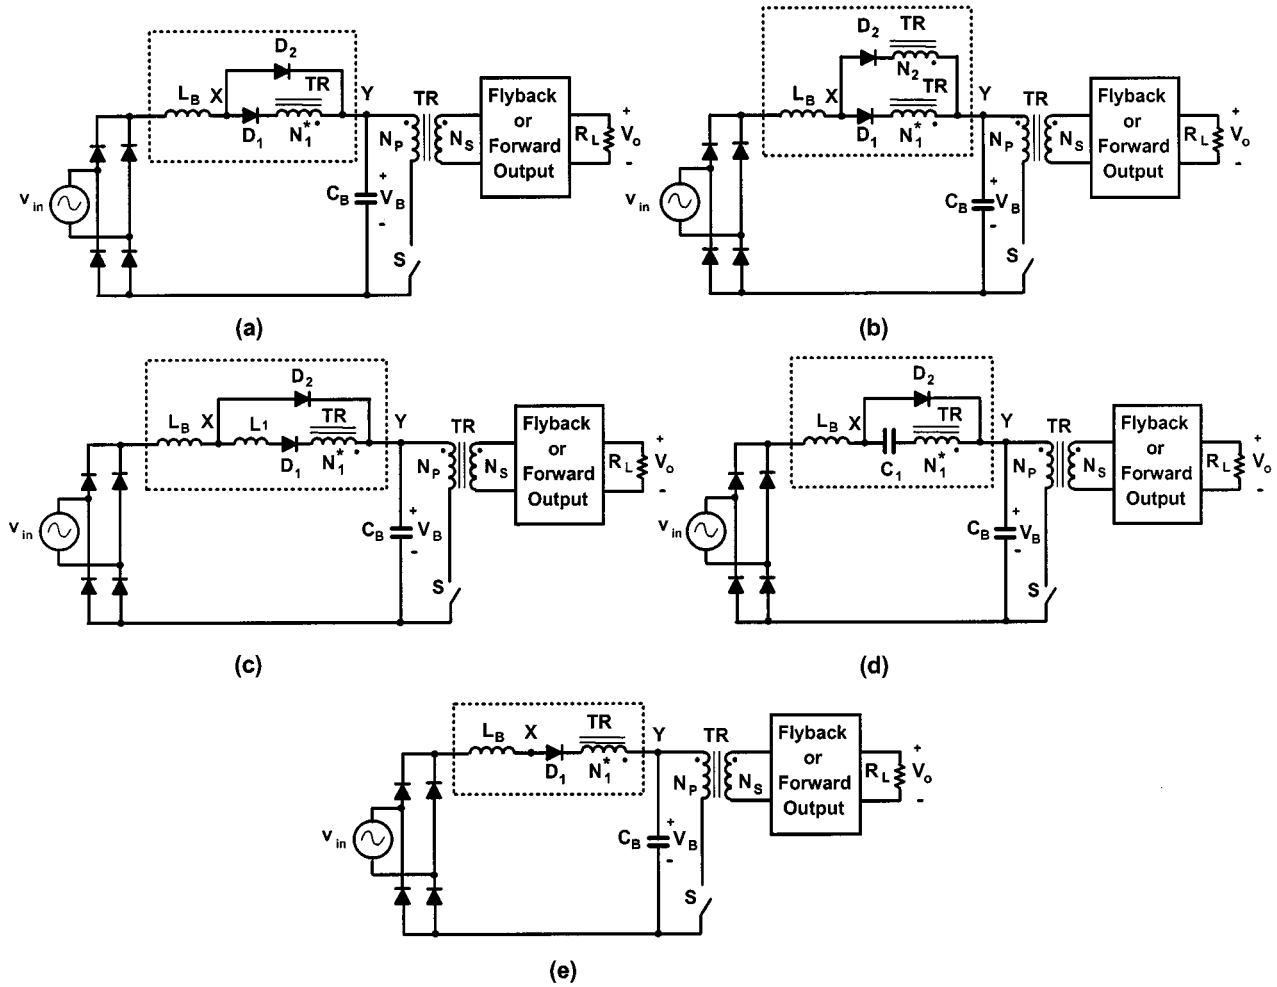 D2
TR
LB X Y
D1 N1* TR
NP NS
Flyback
or
Forward
Output
RL + Vo -
vin
CB + VB -
S
(a)
D2 TR
N2
TR
LB X Y
D1 N1* TR
NP NS
Flyback
or
Forward
Output
RL + Vo -
vin
CB + VB -
S
(b)
D2
TR
LB X L1 Y
D1 N1* TR
NP NS
Flyback
or
Forward
Output
RL + Vo -
vin
CB + VB -
S
(c)
D2
TR
LB X Y
C1 N1* TR
NP NS
Flyback
or
Forward
Output
RL + Vo -
vin
CB + VB -
S
(d)
TR
LB X Y
D1 N1* TR
NP NS
Flyback
or
Forward
Output
RL + Vo -
vin
CB + VB -
S
(e)